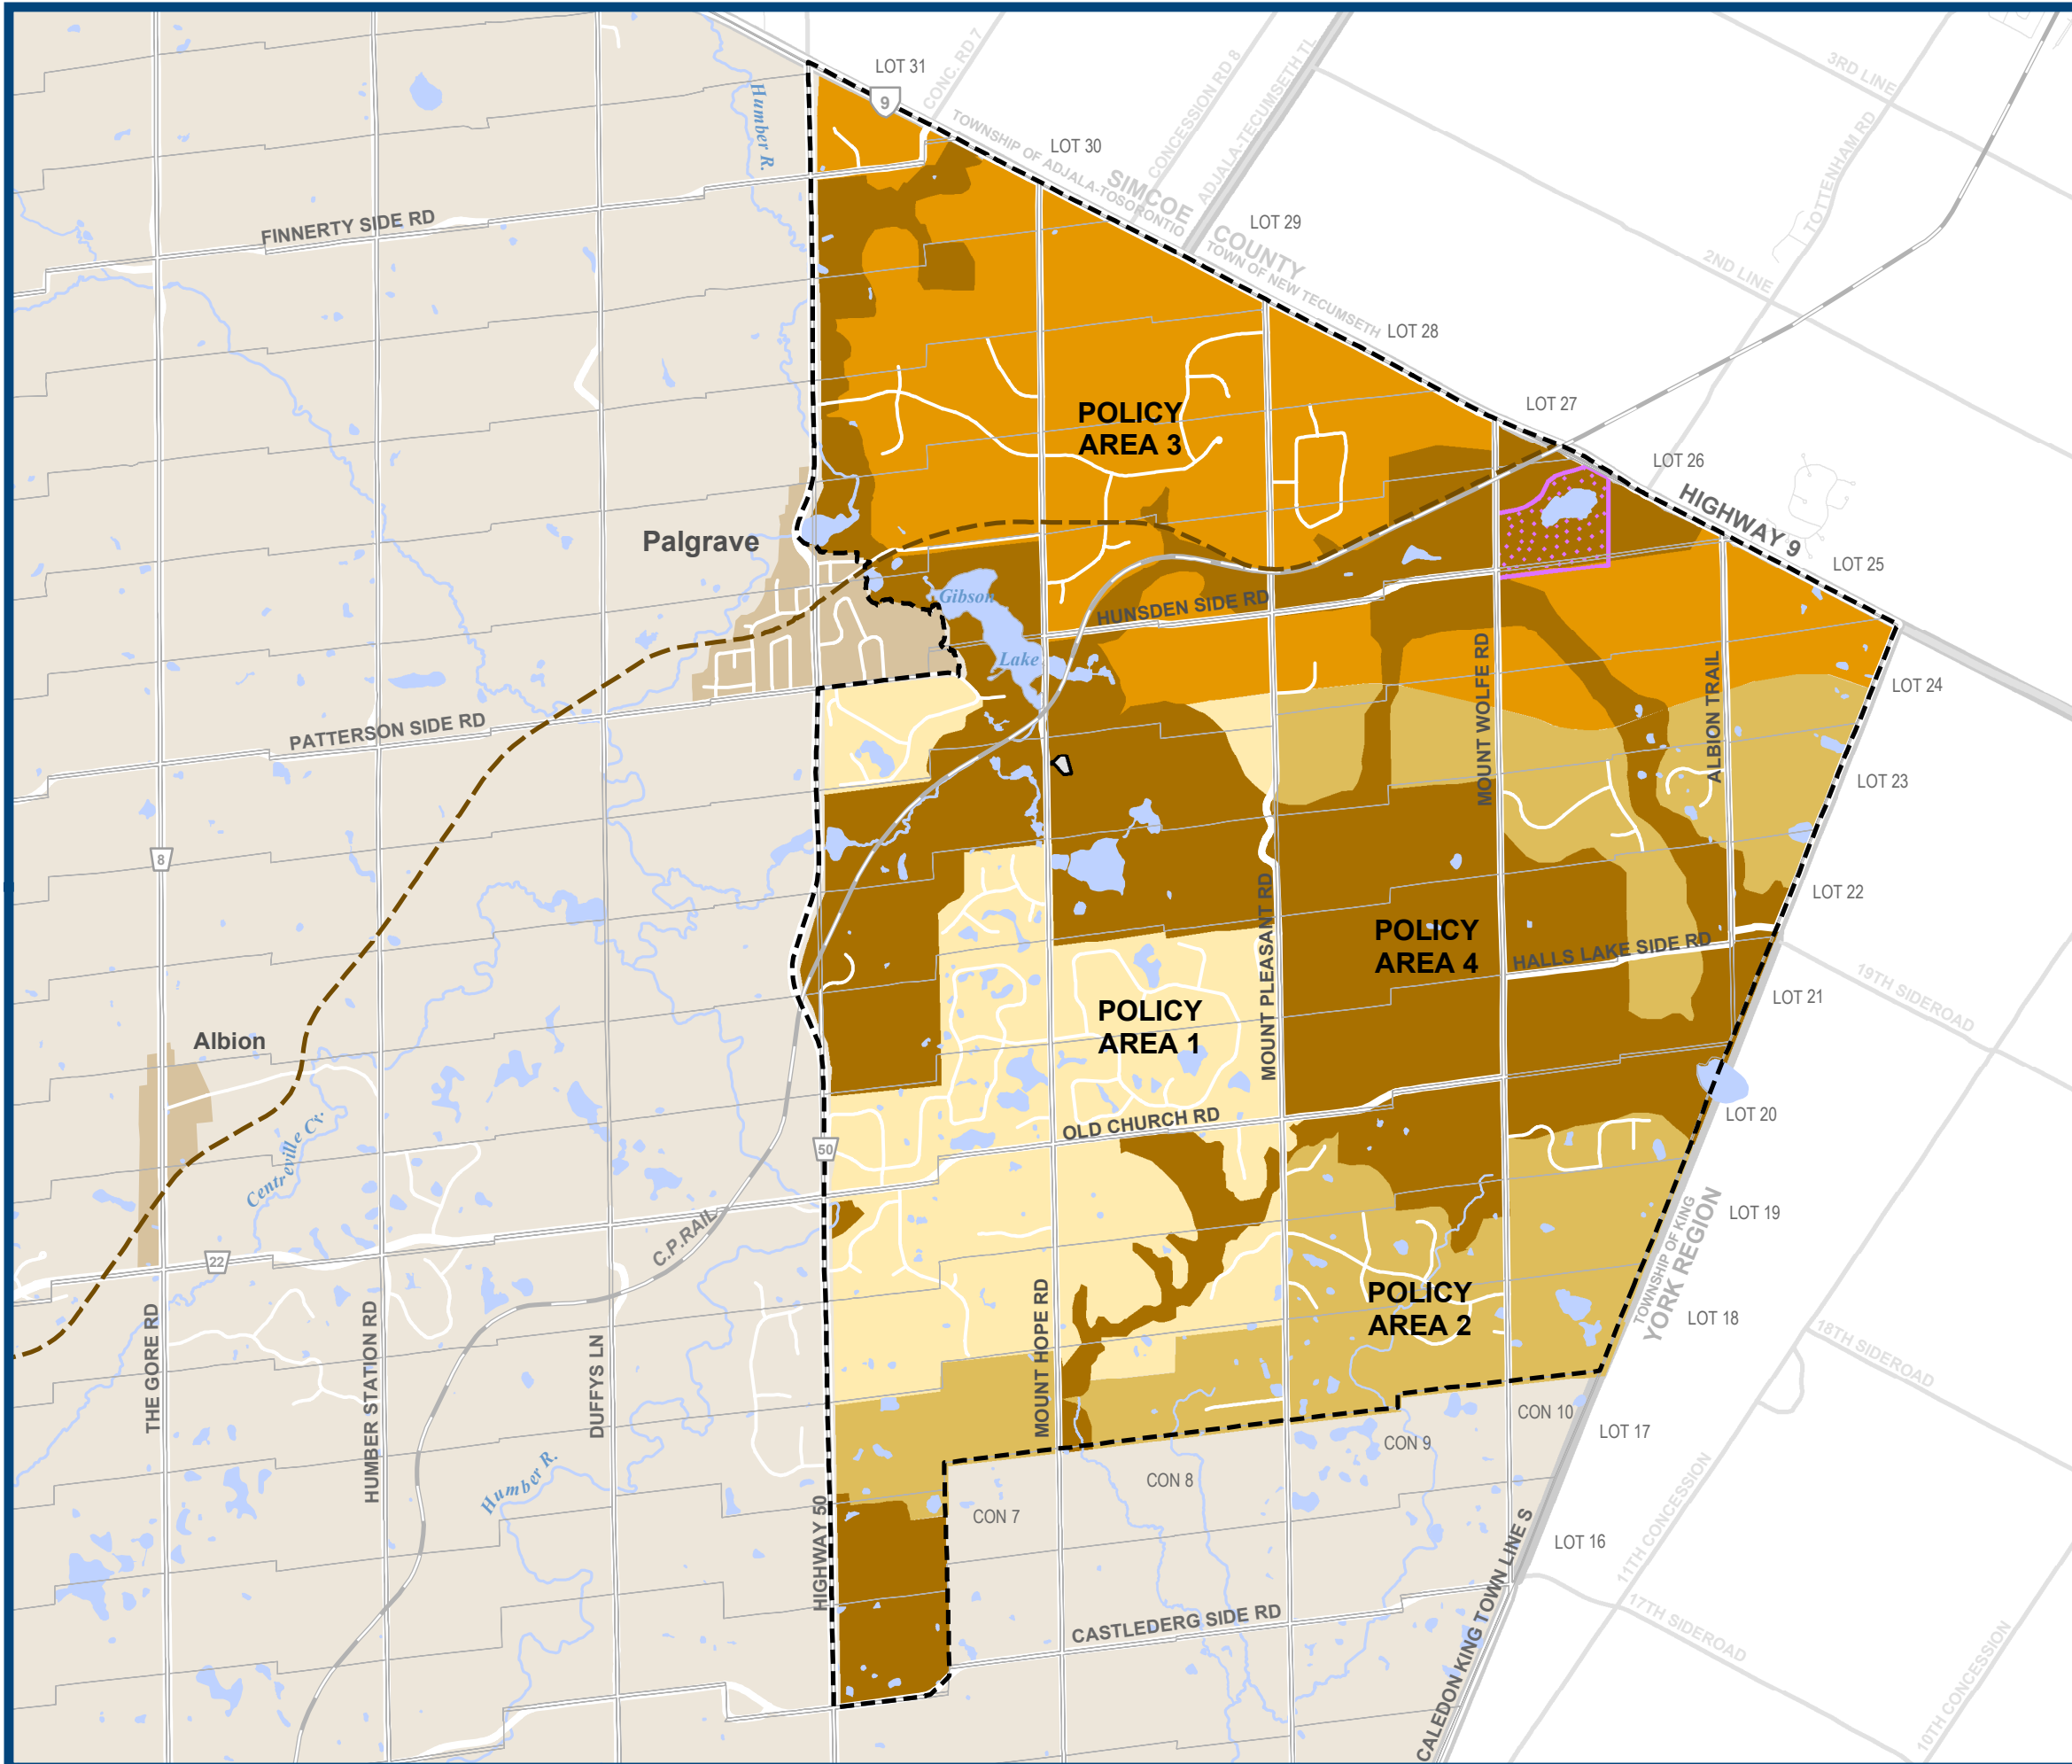 LOT 31
CONC. RD 7
9
CONCESSION RD 8
ADJALA-TECUMSETH TL
3RD LINE
Humber R.
TOWNSHIP OF ADJALA-TOSORONTIO
LOT 30
TOTTENHAM RD
SIMCOE
COUNTY
TOWN OF NEW TECUMSETH
LOT 29
FINNERTY SIDE RD
2ND LINE
LOT 28
LOT 27
POLICY
AREA 3
LOT 26
HIGHWAY 9
Palgrave
LOT 25
Gibson
Lake
HUNSDEN SIDE RD
MOUNT WOLFE RD
ALBION TRAIL
LOT 24
PATTERSON SIDE RD
LOT 23
8
LOT 22
MOUNT PLEASANT RD
POLICY
AREA 4
HALLS LAKE SIDE RD
19TH SIDEROAD
LOT 21
POLICY
AREA 1
Albion
LOT 20
OLD CHURCH RD
50
Centreville Cr.
LOT 19
TOWNSHIP OF KING
YORK REGION
C.P.RAIL
22
POLICY
AREA 2
LOT 18
18TH SIDEROAD
THE GORE RD
HUMBER STATION RD
DUFFYS LN
MOUNT HOPE RD
CON 10
LOT 17
CON 9
CON 8
Humber R.
CON 7
HIGHWAY 50
LOT 16
11TH CONCESSION
17TH SIDEROAD
CASTLEDERG SIDE RD
CALEDON KING TOWN LINE S
10TH CONCESSION